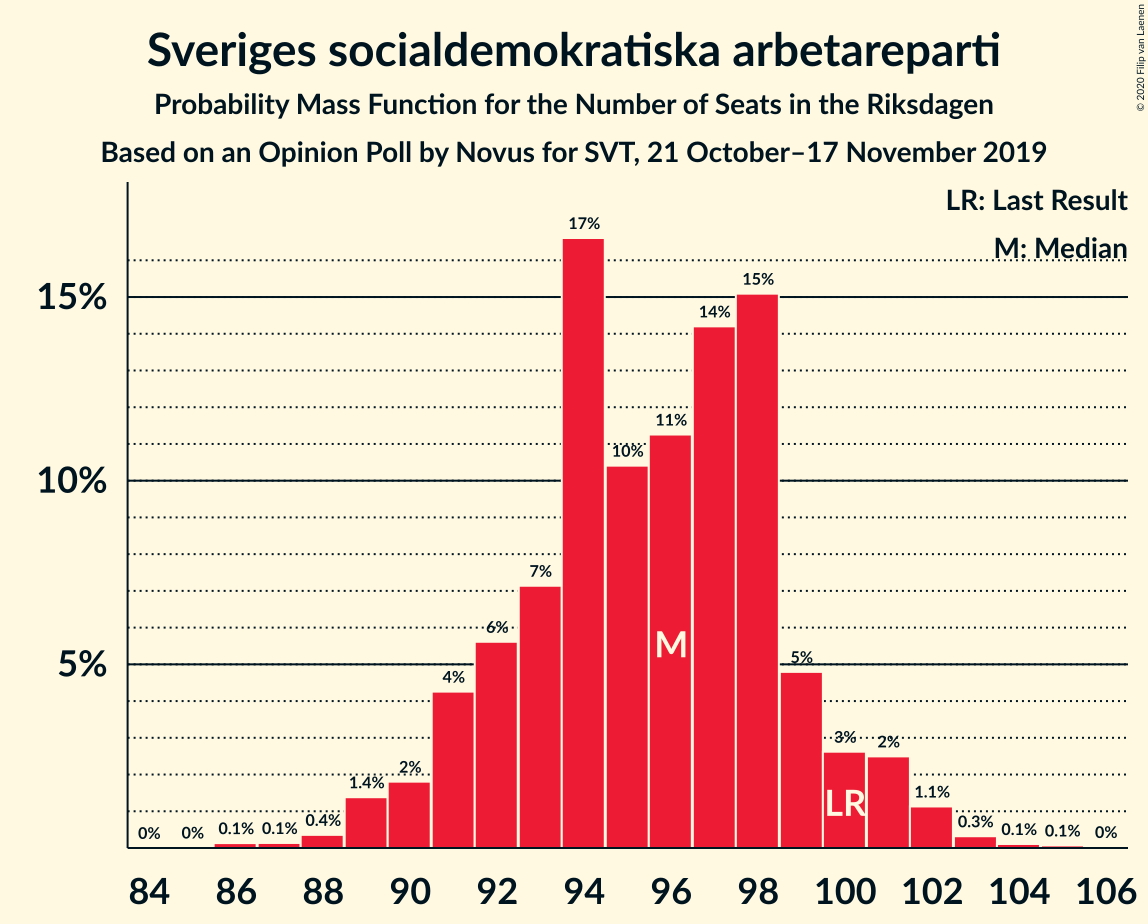 Sveriges socialdemokratiska arbetareparti
Probability Mass Function for the Number of Seats in the Riksdagen
Based on an Opinion Poll by Novus for SVT, 21 October–17 November 2019
© 2020 Filip van Laenen
LR: Last Result
M: Median
15%
10%
5%
0%
0%
0.1%
0.1%
0.4%
1.4%
2%
4%
6%
7%
17%
10%
11%
14%
15%
5%
3%
2%
1.1%
0.3%
0.1%
0.1%
0%
M
LR
84 86 88 90 92 94 96 98 100 102 104 106